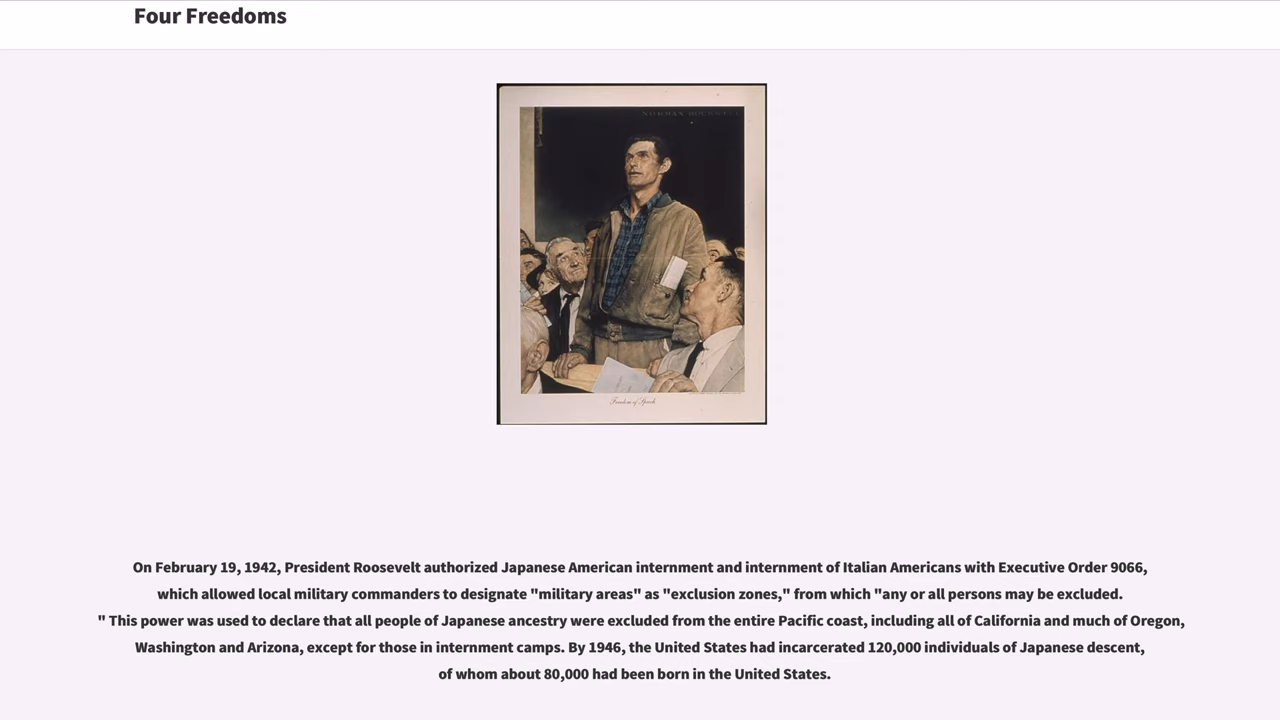 Four Freedoms
NORMAN ROCKWELL
Freedom of Speech
On February 19, 1942, President Roosevelt authorized Japanese American internment and internment of Italian Americans with Executive Order 9066,
which allowed local military commanders to designate "military areas" as "exclusion zones," from which "any or all persons may be excluded.
" This power was used to declare that all people of Japanese ancestry were excluded from the entire Pacific coast, including all of California and much of Oregon,
Washington and Arizona, except for those in internment camps. By 1946, the United States had incarcerated 120,000 individuals of Japanese descent,
of whom about 80,000 had been born in the United States.